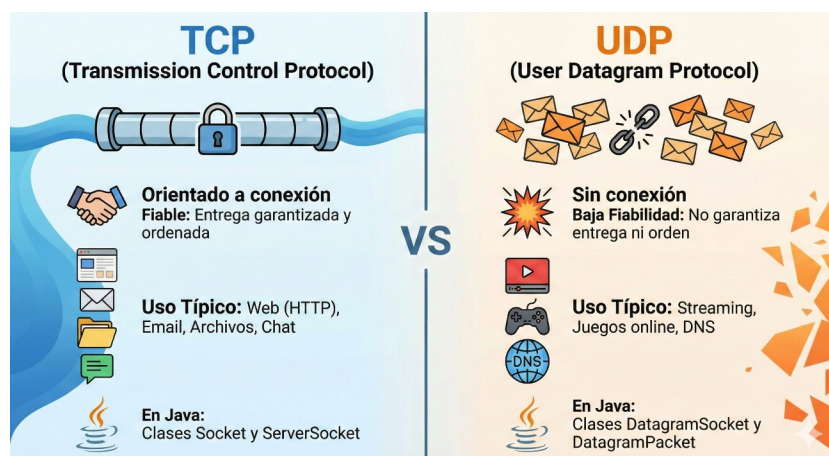 TCP
(Transmission Control Protocol)
Orientado a conexión
Fiable: Entrega garantizada y
ordenada
Uso Típico: Web (HTTP),
Email, Archivos, Chat
En Java:
Clases Socket y ServerSocket
VS
UDP
(User Datagram Protocol)
Sin conexión
Baja Fiabilidad: No garantiza
entrega ni orden
Uso Típico: Streaming,
Juegos online, DNS
DNS
En Java:
Clases DatagramSocket y
DatagramPacket